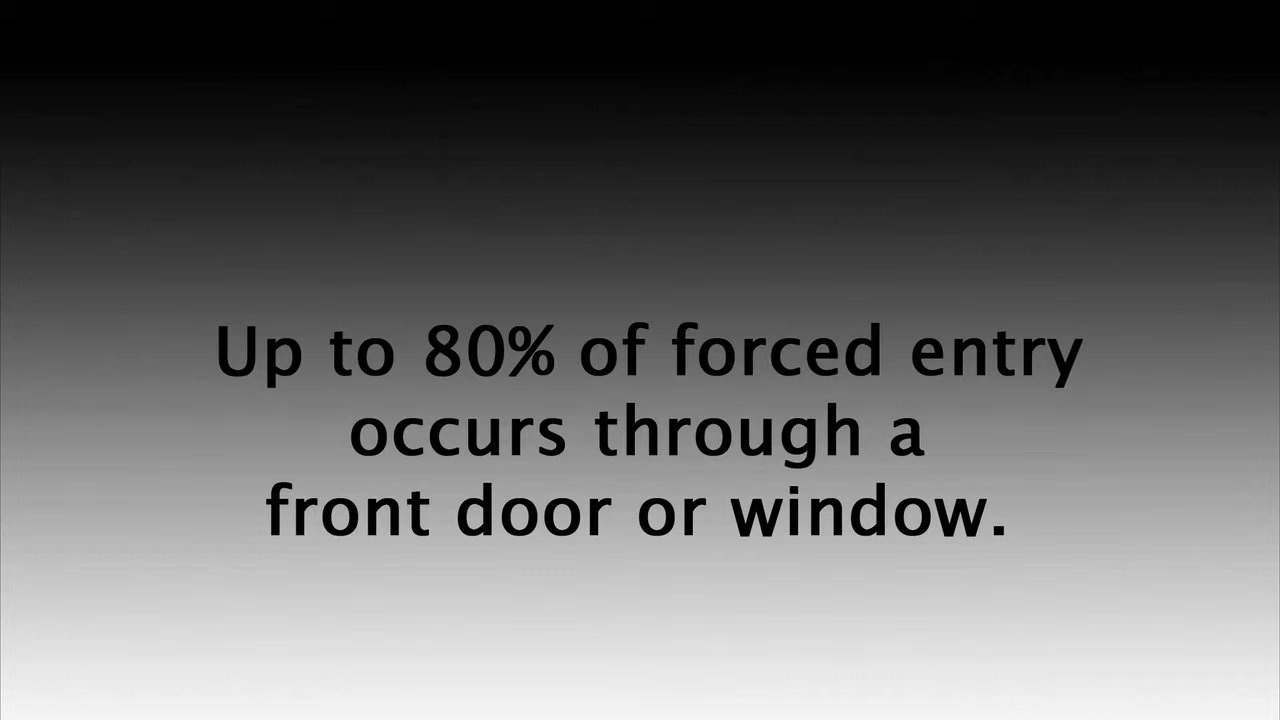 Up to 80% of forced entry
occurs through a
front door or window.